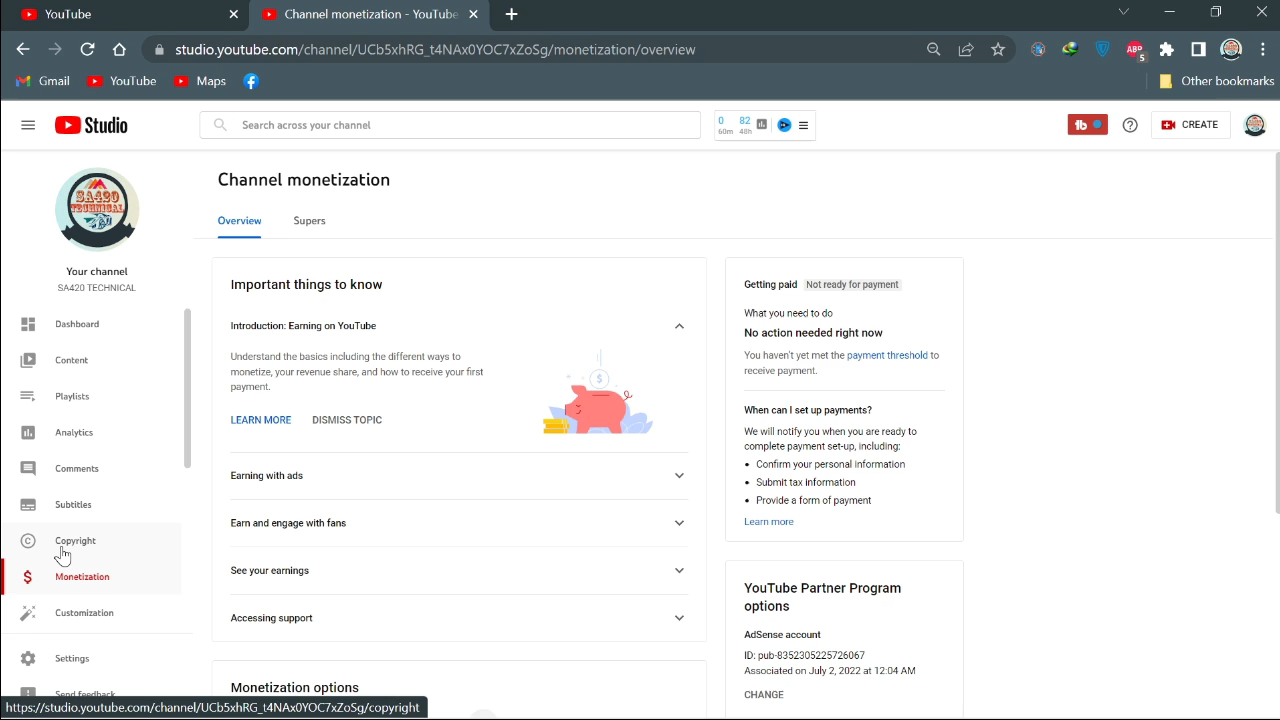 YouTube
Channel monetization - YouTube
studio.youtube.com/channel/UCb5xhRG_t4NAx0YOC7xZoSg/monetization/overview
ABP
5
Gmail
YouTube
Maps
Other bookmarks
Studio
Search across your channel
0
60m
82
48h
tb
CREATE
SA420
TECHNICAL
Your channel
SA420 TECHNICAL
Dashboard
Content
Playlists
Analytics
Comments
Subtitles
Copyright
Monetization
Customization
Settings
Send feedback
Channel monetization
Overview
Supers
Important things to know
Introduction: Earning on YouTube
Understand the basics including the different ways to
monetize, your revenue share, and how to receive your first
payment.
LEARN MORE
DISMISS TOPIC
Earning with ads
Earn and engage with fans
See your earnings
Accessing support
Monetization options
Getting paid Not ready for payment
What you need to do
No action needed right now
You haven't yet met the payment threshold to
receive payment.
When can I set up payments?
We will notify you when you are ready to
complete payment set-up, including:
• Confirm your personal information
• Submit tax information
• Provide a form of payment
Learn more
YouTube Partner Program
options
AdSense account
ID: pub-8352305225726067
Associated on July 2, 2022 at 12:04 AM
CHANGE
https://studio.youtube.com/channel/UCb5xhRG_t4NAx0YOC7xZoSg/copyright